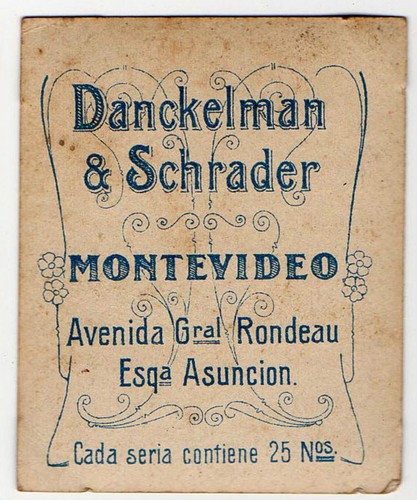 Danckelman
& Schrader
MONTEVIDEO
Avenida Gral Rondeau
Esqa Asuncion.
Cada seria contiene 25 Nos.